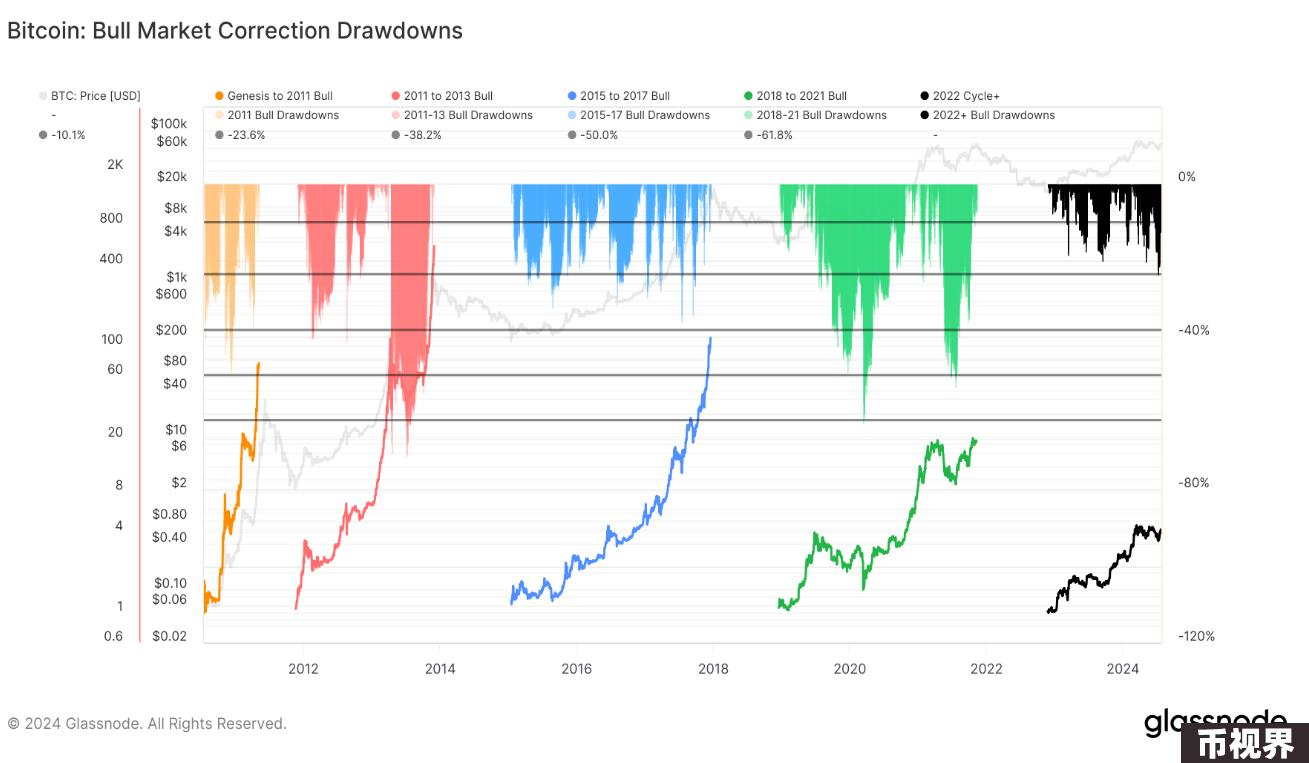 Bitcoin: Bull Market Correction Drawdowns
BTC: Price [USD] Genesis to 2011 Bull 2011 to 2013 Bull 2015 to 2017 Bull 2018 to 2021 Bull 2022 Cycle+
- 2011 Bull Drawdowns 2011-13 Bull Drawdowns 2015-17 Bull Drawdowns 2018-21 Bull Drawdowns 2022+ Bull Drawdowns
-10.1% -23.6% -38.2% -50.0% -61.8% -
2K
800
400
100
60
20
8
4
1
0.6
$100k
$60k
$20k
$8k
$4k
$1k
$600
$200
$80
$40
$10
$6
$2
$0.80
$0.40
$0.10
$0.06
$0.02
0%
-40%
-80%
-120%
2012 2014 2016 2018 2020 2022 2024
© 2024 Glassnode. All Rights Reserved.
glassnode
币视界